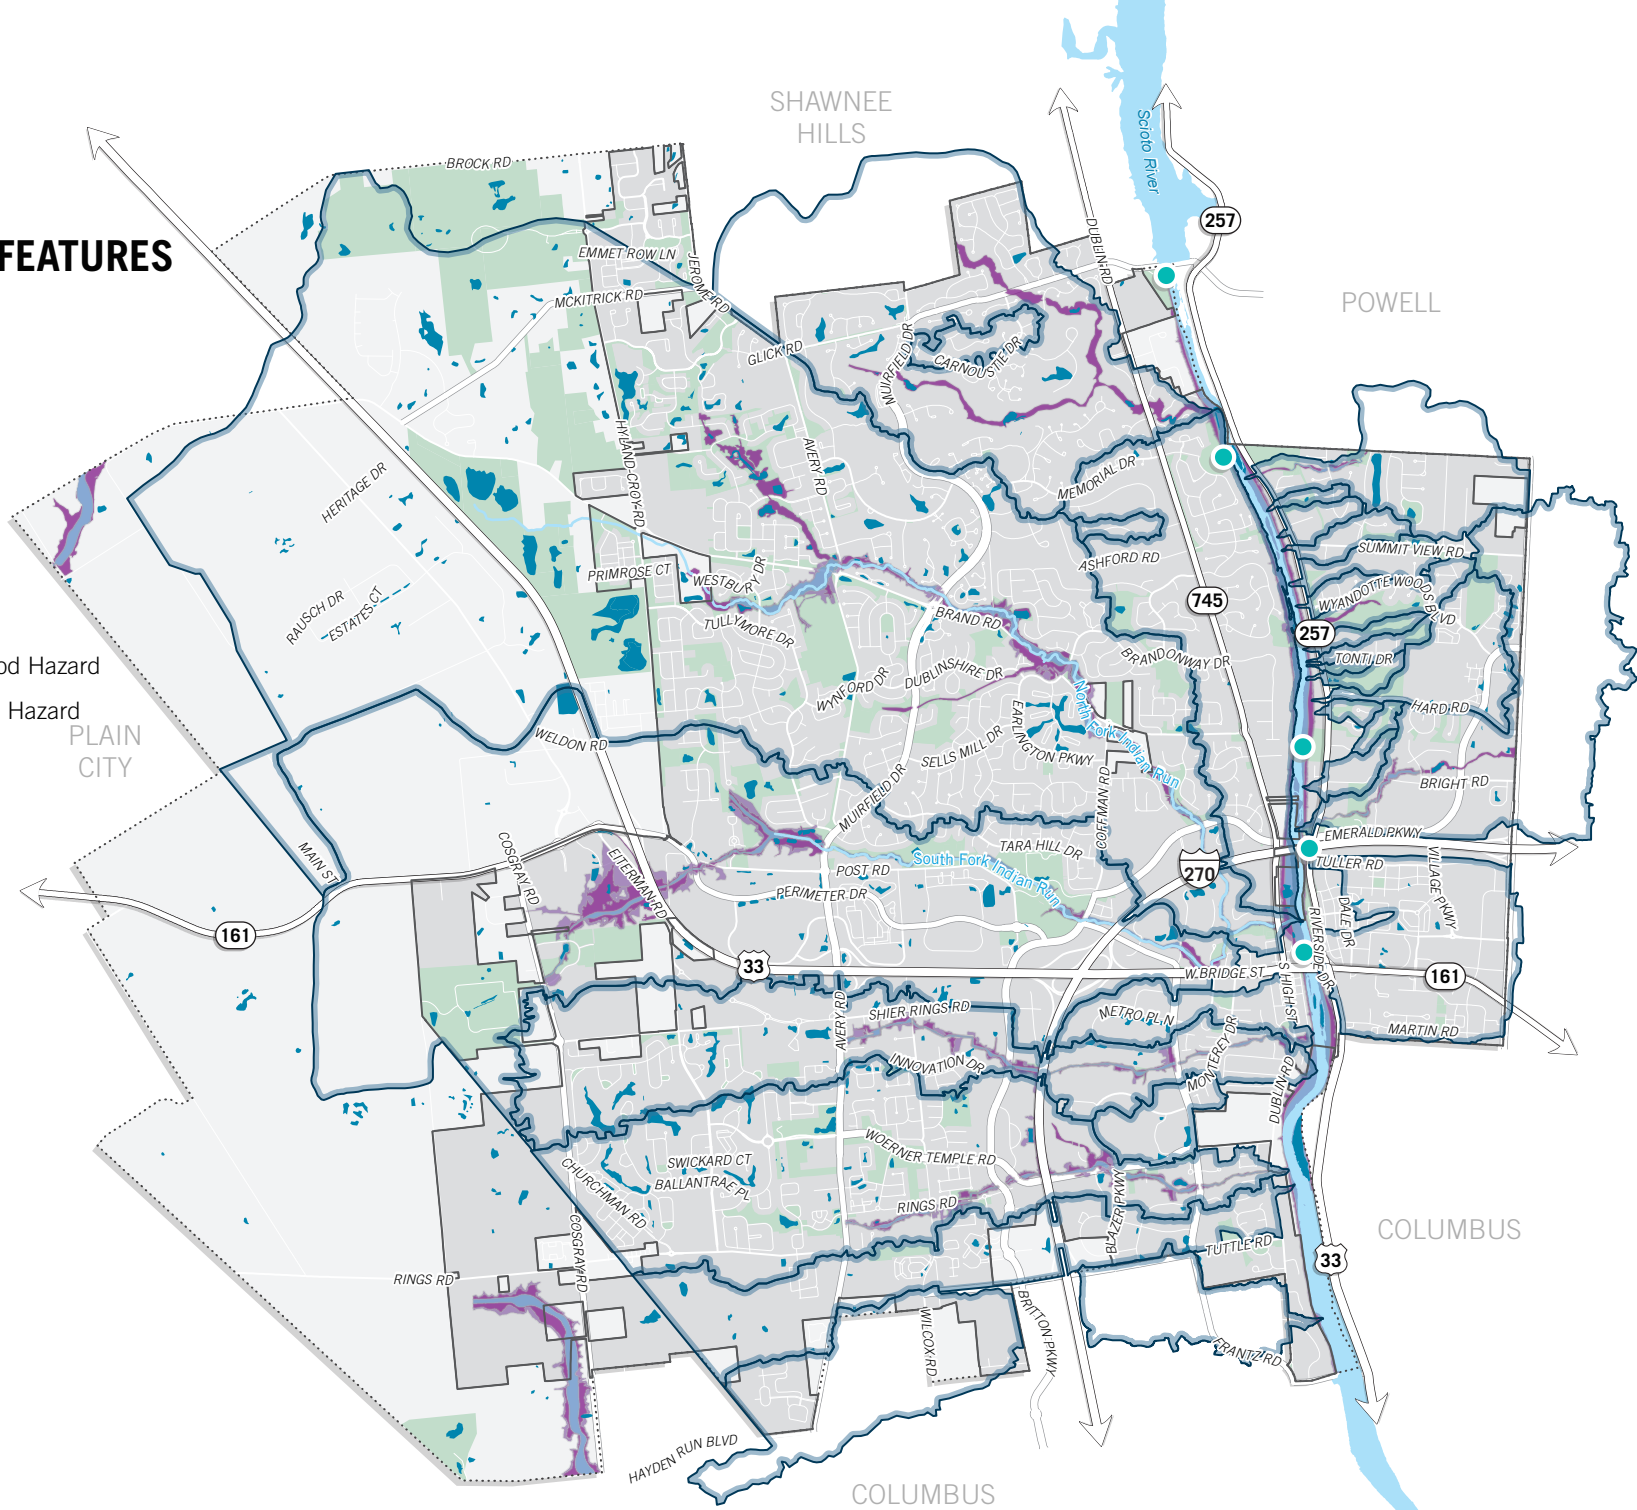 SHAWNEE
HILLS
Scioto River
BROCK RD
257
DUBLIN RD
FEATURES
EMMET ROW LN
JEROME RD
MCKITRICK RD
POWELL
GLICK RD
MUIRFIELD DR
CARNOUSTIE DR
HYLAND-CROY RD
AVERY RD
HERITAGE DR
MEMORIAL DR
SUMMIT VIEW RD
ASHFORD RD
PRIMROSE CT
WESTBURY DR
RAUSCH DR
ESTATES CT
745
WYANDOTTE WOODS BLVD
BRAND RD
TULLYMORE DR
257
od Hazard
BRANDONWAY DR
TONTI DR
DUBLINSHIRE DR
WYNFORD DR
Hazard
PLAIN
CITY
North Fork Indian Run
HARD RD
EARLINGTON PKWY
WELDON RD
SELLS MILL DR
BRIGHT RD
MUIRFIELD DR
COFFMAN RD
EMERALD PKWY
TARA HILL DR
MAIN ST
COSGRAY RD
EITERMAN RD
South Fork Indian Run
POST RD
270
TULLER RD
VILLAGE PKWY
PERIMETER DR
DALE DR
RIVERSIDE DR
161
33
W BRIDGE ST
161
S HIGH ST
AVERY RD
SHIER RINGS RD
METRO PL N
MARTIN RD
MONTEREY DR
INNOVATION DR
DUBLIN RD
WOERNER TEMPLE RD
SWICKARD CT
CHURCHMAN RD
BALLANTRAE PL
BLAZER PKWY
RINGS RD
COSGRAY RD
COLUMBUS
TUTTLE RD
33
RINGS RD
BRITTON PKWY
WILCOX RD
FRANTZ RD
HAYDEN RUN BLVD
COLUMBUS